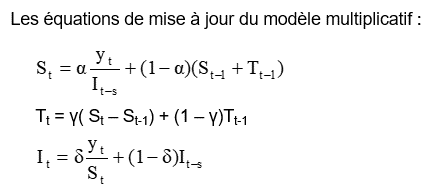 Les équations de mise à jour du modèle multiplicatif :
S_t = α y_t / I_{t–s} + (1 – α)(S_{t–1} + T_{t–1})
T_t = γ( S_t – S_{t-1}) + (1 – γ)T_{t-1}
I_t = δ y_t / S_t + (1 – δ)I_{t–s}